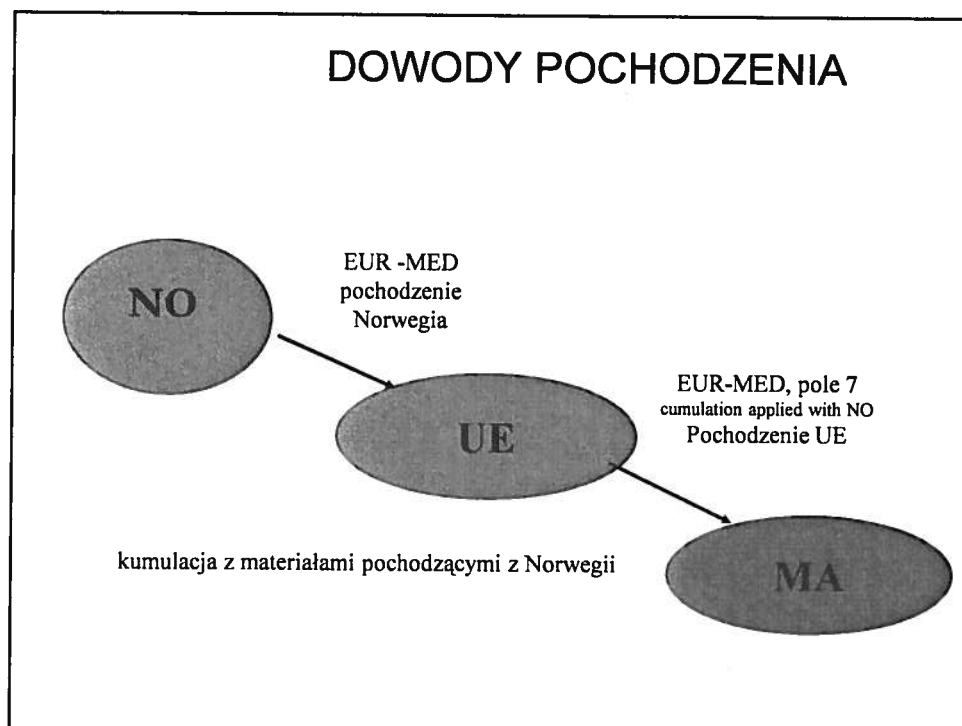 DOWODY POCHODZENIA
NO
EUR -MED
pochodzenie
Norwegia
UE
EUR-MED, pole 7
cumulation applied with NO
Pochodzenie UE
kumulacja z materiałami pochodzącymi z Norwegii
MA